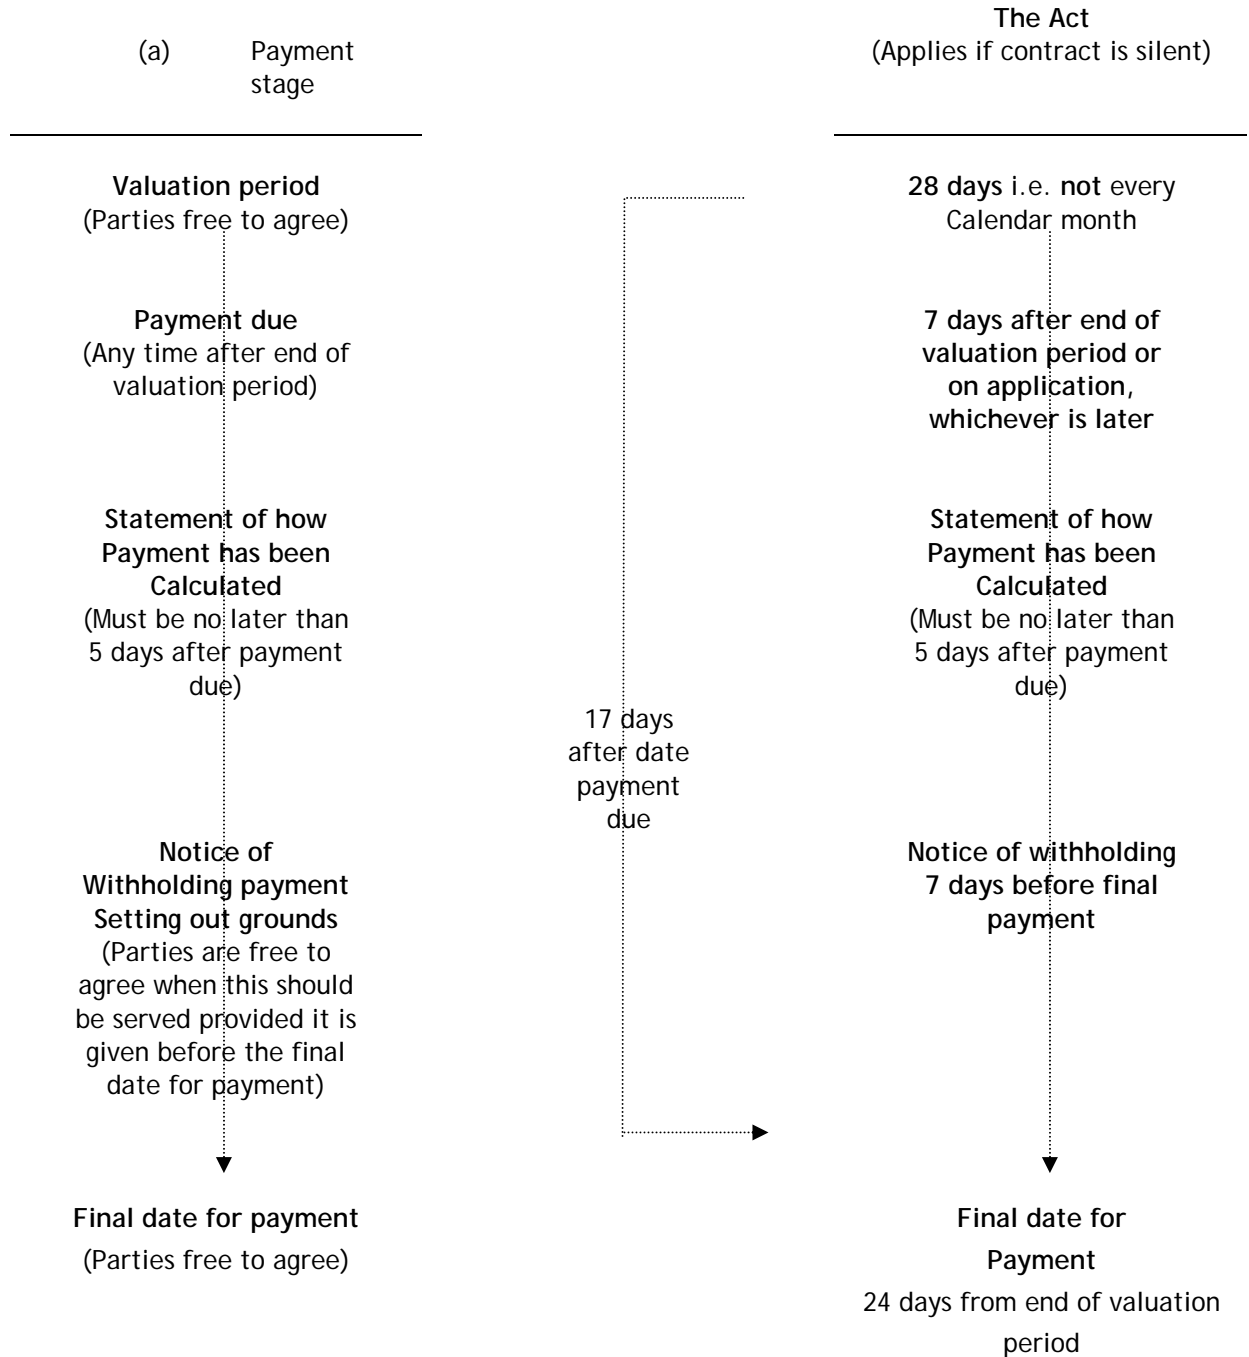 (a) Payment
stage
The Act
(Applies if contract is silent)
Valuation period
(Parties free to agree)
28 days i.e. not every
Calendar month
Payment due
(Any time after end of
valuation period)
7 days after end of
valuation period or
on application,
whichever is later
Statement of how
Payment has been
Calculated
(Must be no later than
5 days after payment
due)
Statement of how
Payment has been
Calculated
(Must be no later than
5 days after payment
due)
17 days
after date
payment
due
Notice of
Withholding payment
Setting out grounds
(Parties are free to
agree when this should
be served provided it is
given before the final
date for payment)
Notice of withholding
7 days before final
payment
Final date for payment
(Parties free to agree)
Final date for
Payment
24 days from end of valuation
period